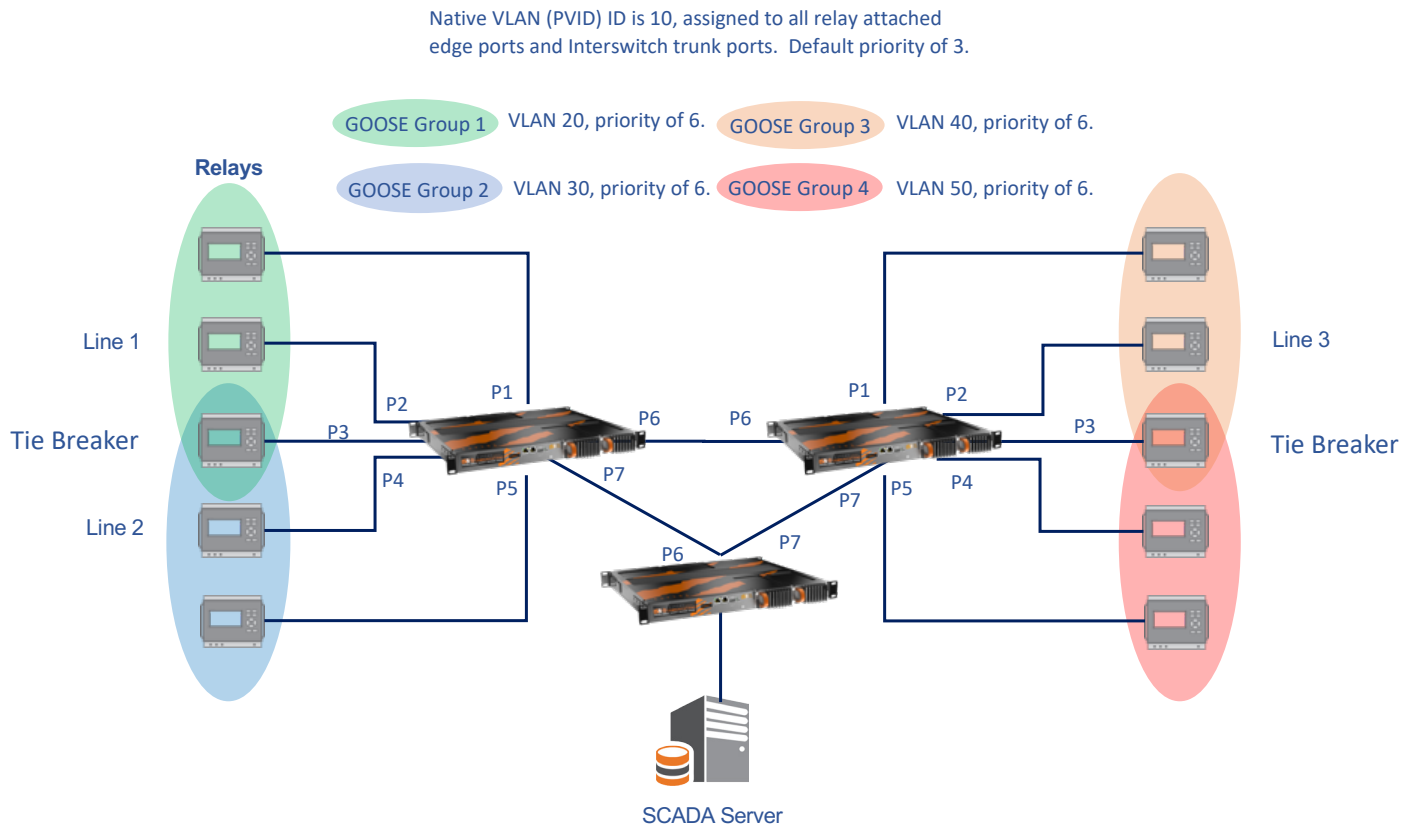 Native VLAN (PVID) ID is 10, assigned to all relay attached
edge ports and Interswitch trunk ports.  Default priority of 3.
GOOSE Group 1
VLAN 20, priority of 6.
GOOSE Group 3
VLAN 40, priority of 6.
Relays
GOOSE Group 2
VLAN 30, priority of 6.
GOOSE Group 4
VLAN 50, priority of 6.
Line 1
Line 3
P1
P1
P2
P2
P6
P6
Tie Breaker
P3
P3
Tie Breaker
P4
P5
P7
P7
P5
P4
Line 2
P6
P7
SCADA Server